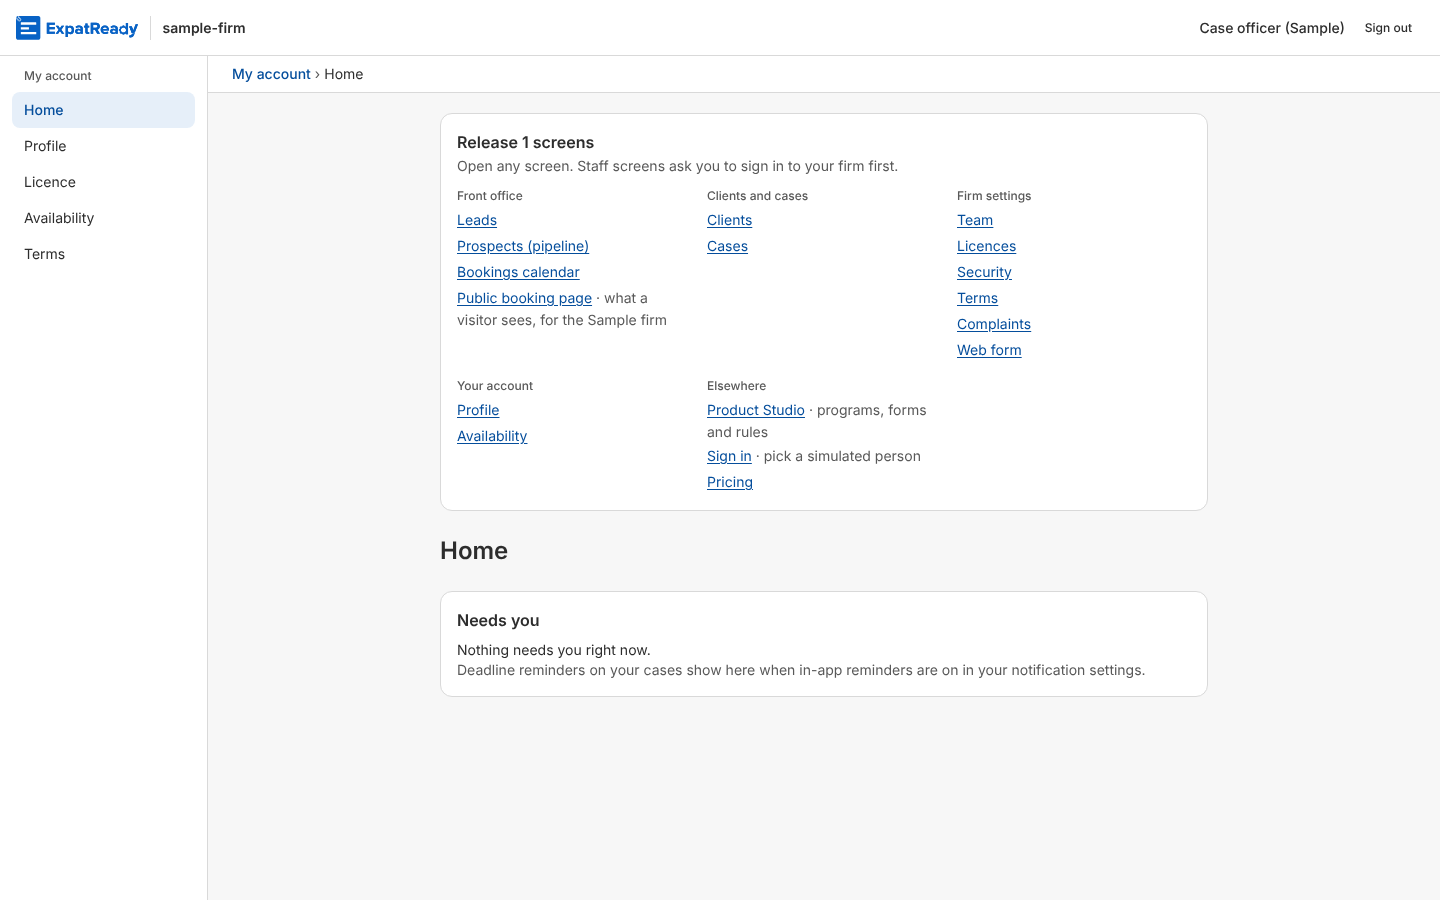 ExpatReady
sample-firm
Case officer (Sample)
Sign out
My account
Home
Profile
Licence
Availability
Terms
My account › Home
Release 1 screens
Open any screen. Staff screens ask you to sign in to your firm first.
Front office
Leads
Prospects (pipeline)
Bookings calendar
Public booking page · what a
visitor sees, for the Sample firm
Clients and cases
Clients
Cases
Firm settings
Team
Licences
Security
Terms
Complaints
Web form
Your account
Profile
Availability
Elsewhere
Product Studio · programs, forms
and rules
Sign in · pick a simulated person
Pricing
Home
Needs you
Nothing needs you right now.
Deadline reminders on your cases show here when in-app reminders are on in your notification settings.